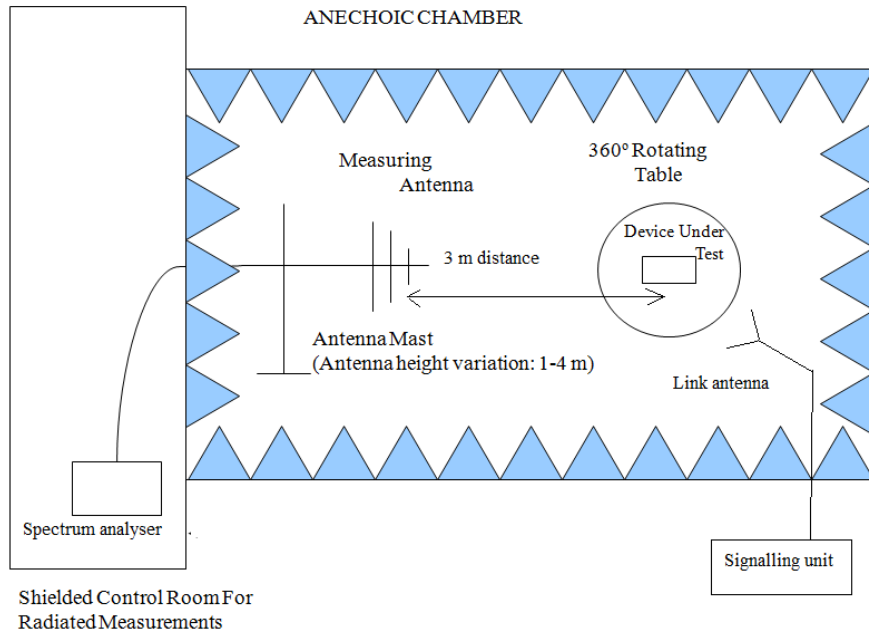 ANECHOIC CHAMBER
Measuring
Antenna
360º Rotating
Table
Device Under
Test
3 m distance
Antenna Mast
(Antenna height variation: 1-4 m)
Link antenna
Spectrum analyser
Signalling unit
Shielded Control Room For
Radiated Measurements